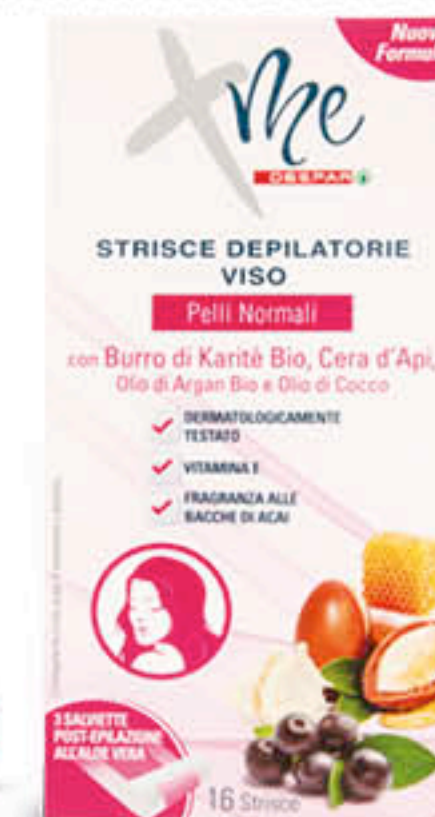 Nuova
Formula
Me
DESPAR
STRISCE DEPILATORIE
VISO
Pelli Normali
con Burro di Karitè Bio, Cera d'Api,
Olio di Argan Bio e Olio di Cocco
DERMATOLOGICAMENTE
TESTATO
VITAMINA E
FRAGRANZA ALLE
BACCHE DI ACAI
3 SALVIETTE
POST-EPILAZIONE
ALL'ALOE VERA
16 Strisce